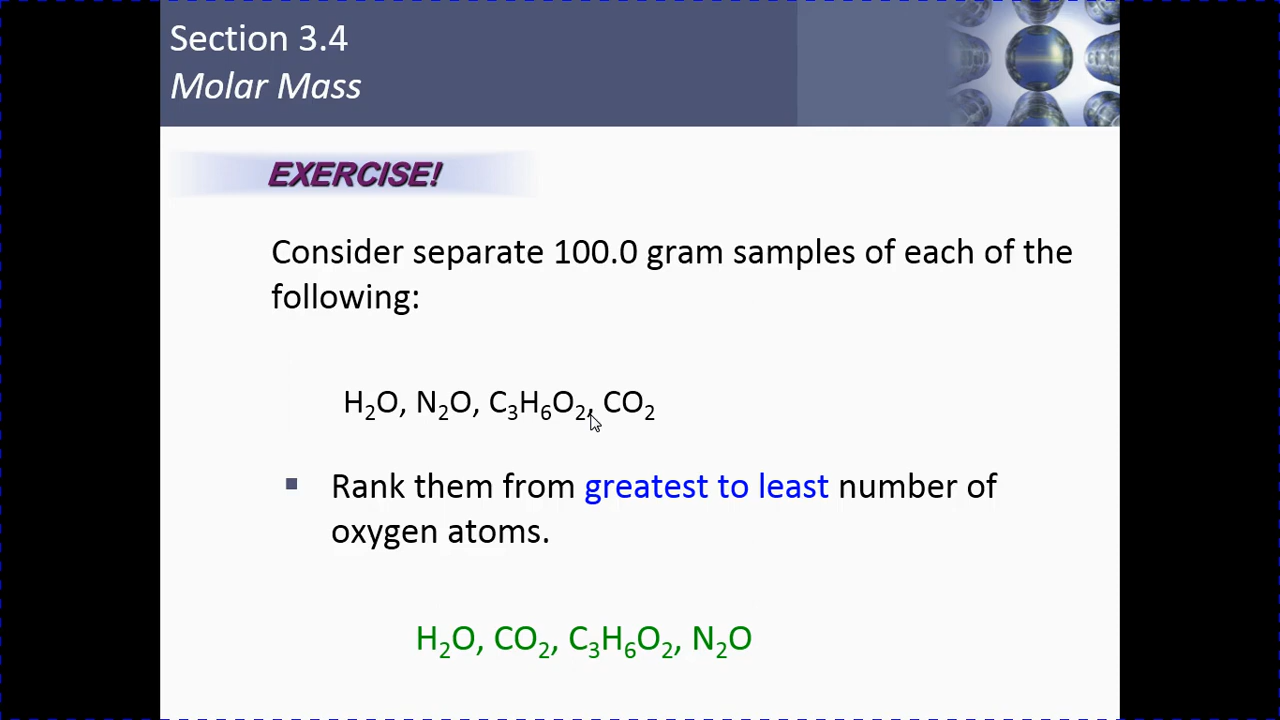 Section 3.4
Molar Mass
EXERCISE!
Consider separate 100.0 gram samples of each of the
following:
H₂O, N₂O, C₃H₆O₂, CO₂
▪ Rank them from greatest to least number of
oxygen atoms.
H₂O, CO₂, C₃H₆O₂, N₂O